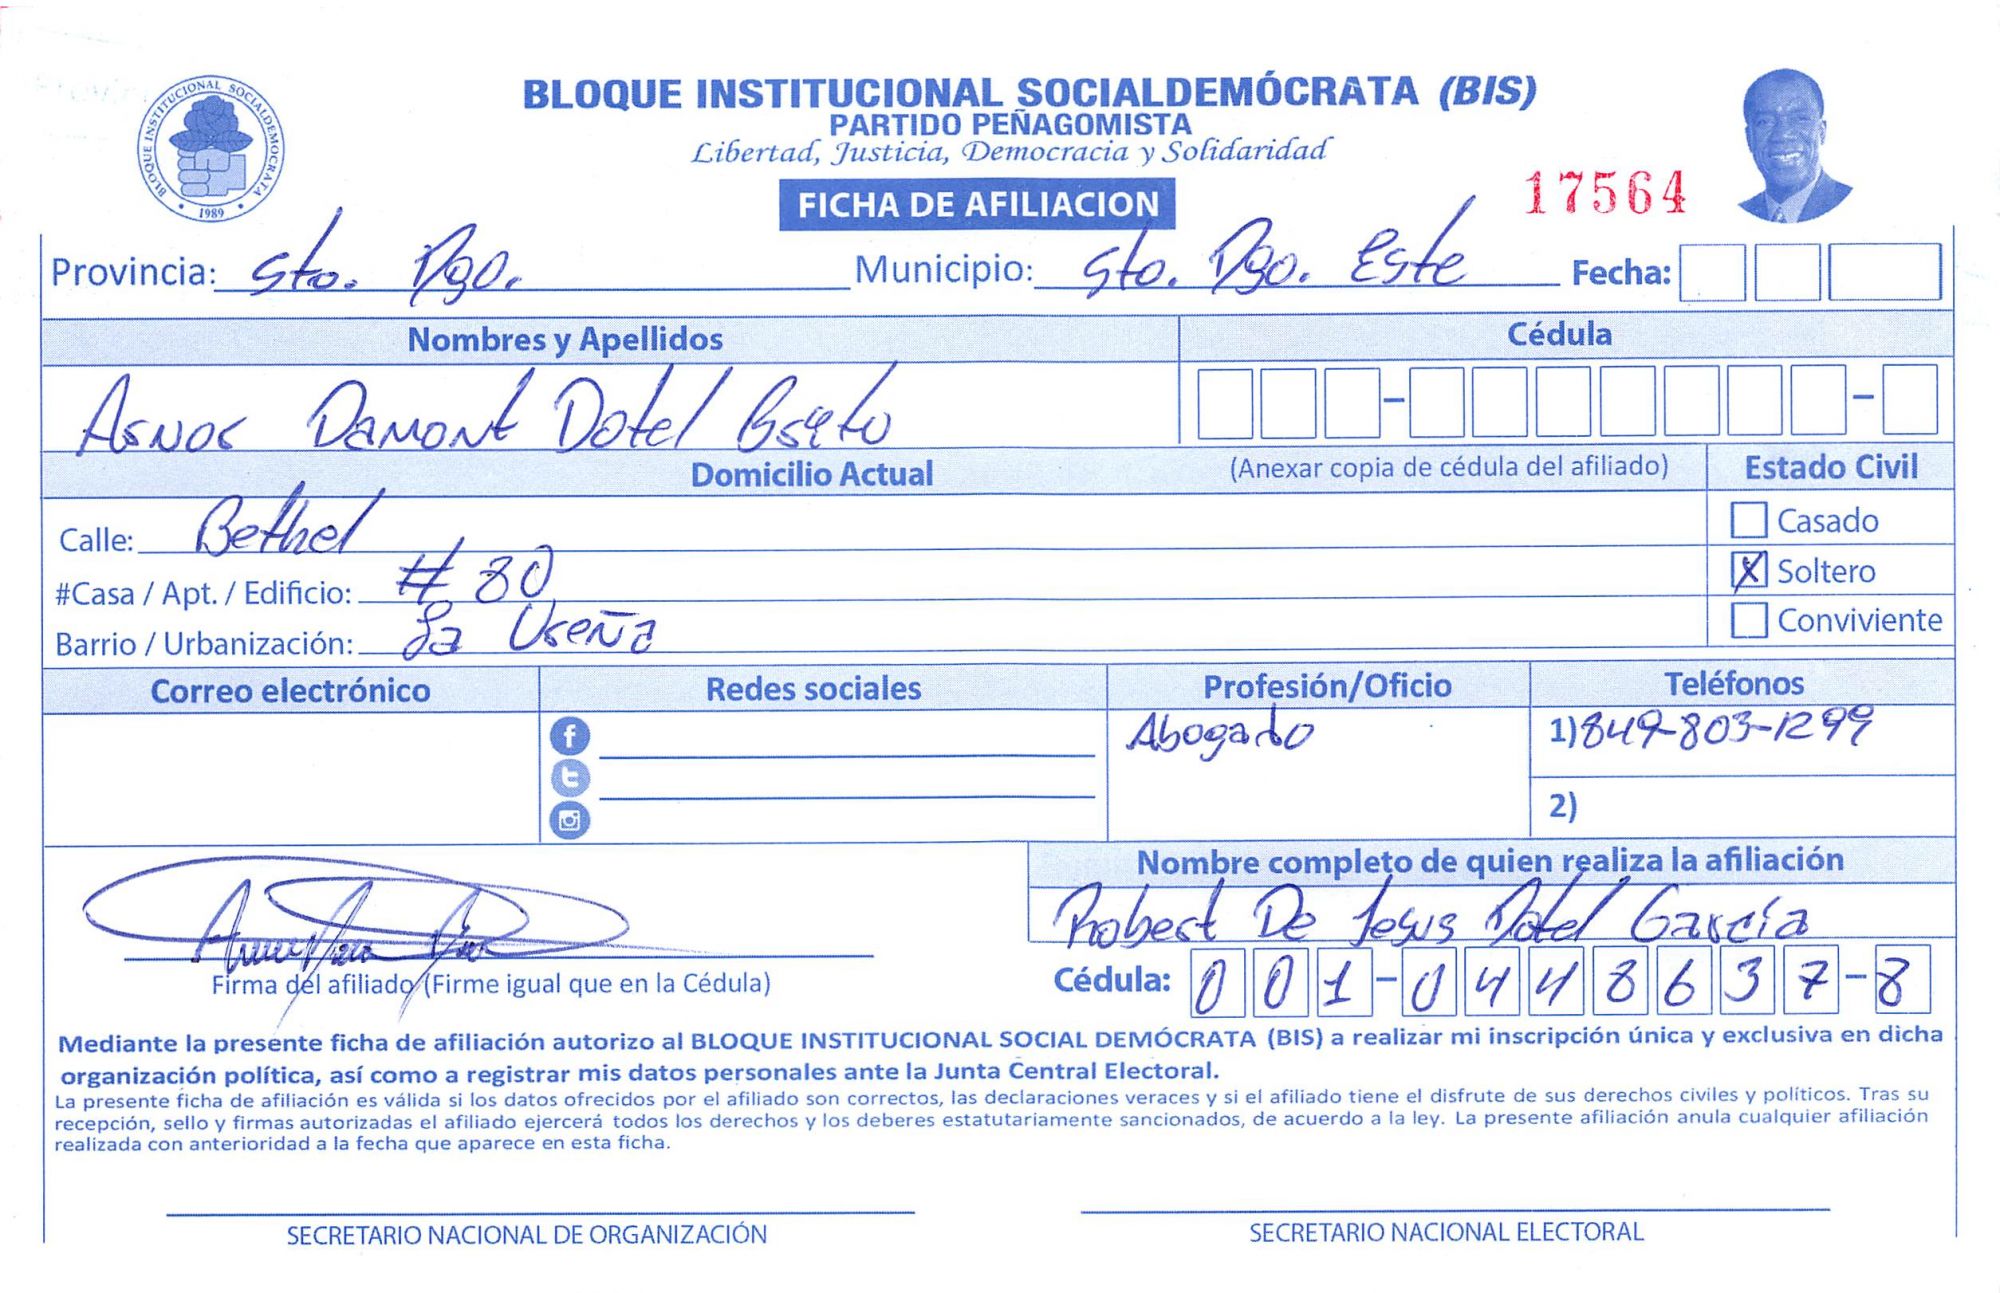 BLOQUE INSTITUCIONAL SOCIALDEMÓCRATA (BIS)
PARTIDO PEÑAGOMISTA
Libertad, Justicia, Democracia y Solidaridad
BLOQUE INSTITUCIONAL SOCIALDEMOCRATA
• 1989 •
FICHA DE AFILIACION
17564
Provincia: Sto. Dgo. Municipio: Sto. Dgo. Este Fecha:
Nombres y Apellidos Cédula
Damont Dotel
Domicilio Actual (Anexar copia de cédula del afiliado) Estado Civil
Calle: Bethel
Casado
#Casa / Apt. / Edificio: # 80
X Soltero
Barrio / Urbanización: La Ureña
Conviviente
Correo electrónico Redes sociales Profesión/Oficio Teléfonos
Abogado 1) 849-803-1299
2)
Nombre completo de quien realiza la afiliación
Robert De Jesus Dotel García
Firma del afiliado (Firme igual que en la Cédula)
Cédula: 001-0448637-8
Mediante la presente ficha de afiliación autorizo al BLOQUE INSTITUCIONAL SOCIAL DEMÓCRATA (BIS) a realizar mi inscripción única y exclusiva en dicha
organización política, así como a registrar mis datos personales ante la Junta Central Electoral.
La presente ficha de afiliación es válida si los datos ofrecidos por el afiliado son correctos, las declaraciones veraces y si el afiliado tiene el disfrute de sus derechos civiles y políticos. Tras su
recepción, sello y firmas autorizadas el afiliado ejercerá todos los derechos y los deberes estatutariamente sancionados, de acuerdo a la ley. La presente afiliación anula cualquier afiliación
realizada con anterioridad a la fecha que aparece en esta ficha.
SECRETARIO NACIONAL DE ORGANIZACIÓN SECRETARIO NACIONAL ELECTORAL